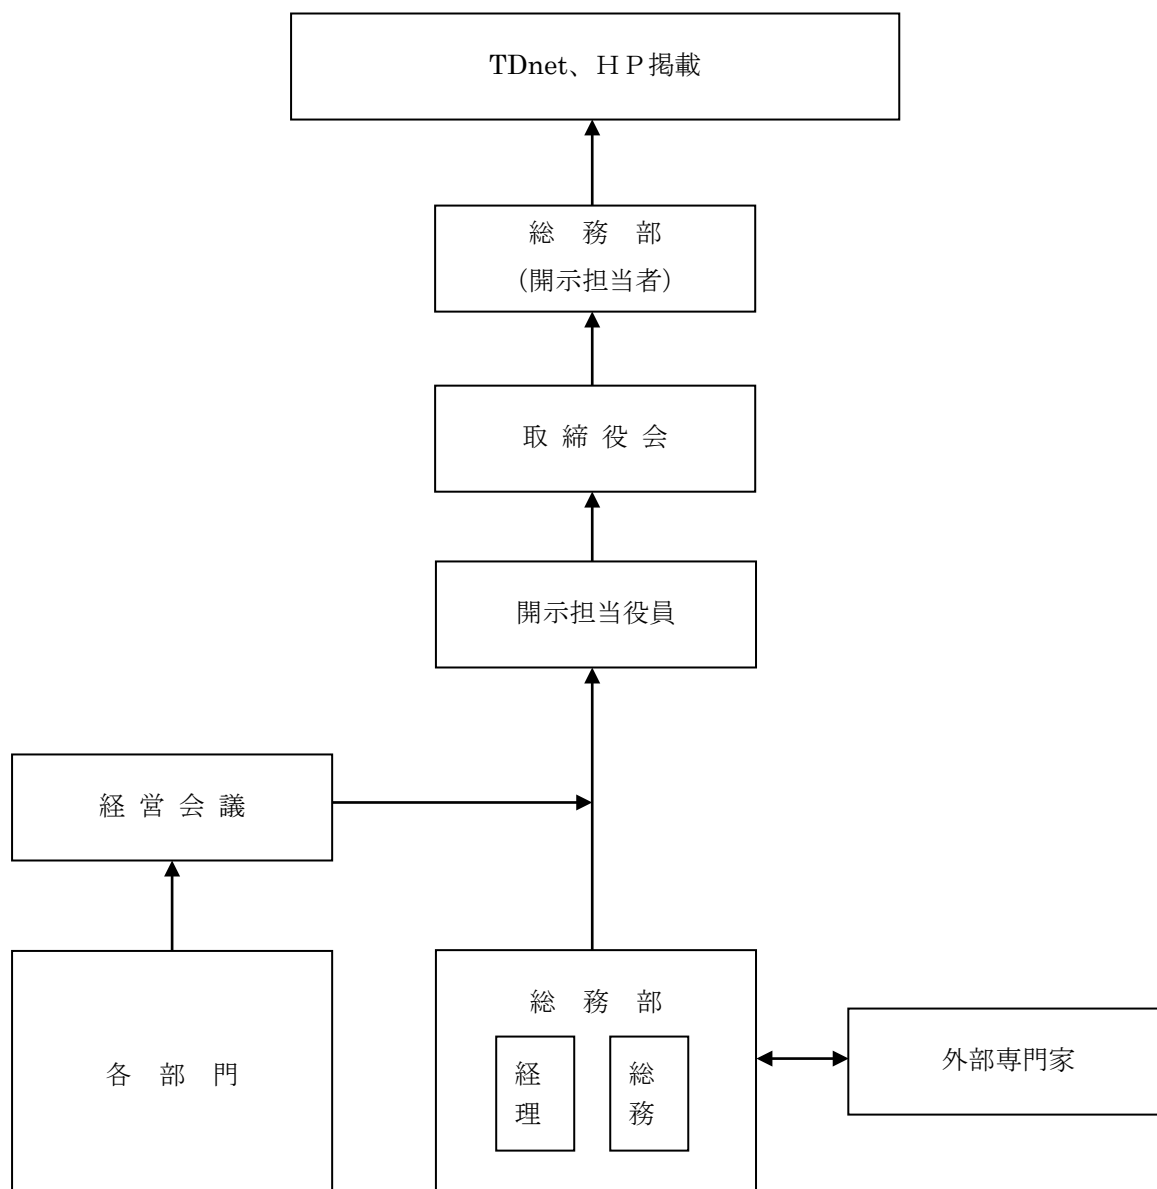 TDnet、ＨＰ掲載
総　務　部
（開示担当者）
取 締 役 会
開示担当役員
経 営 会 議
各　部　門
総　務　部
経
理
総
務
外部専門家